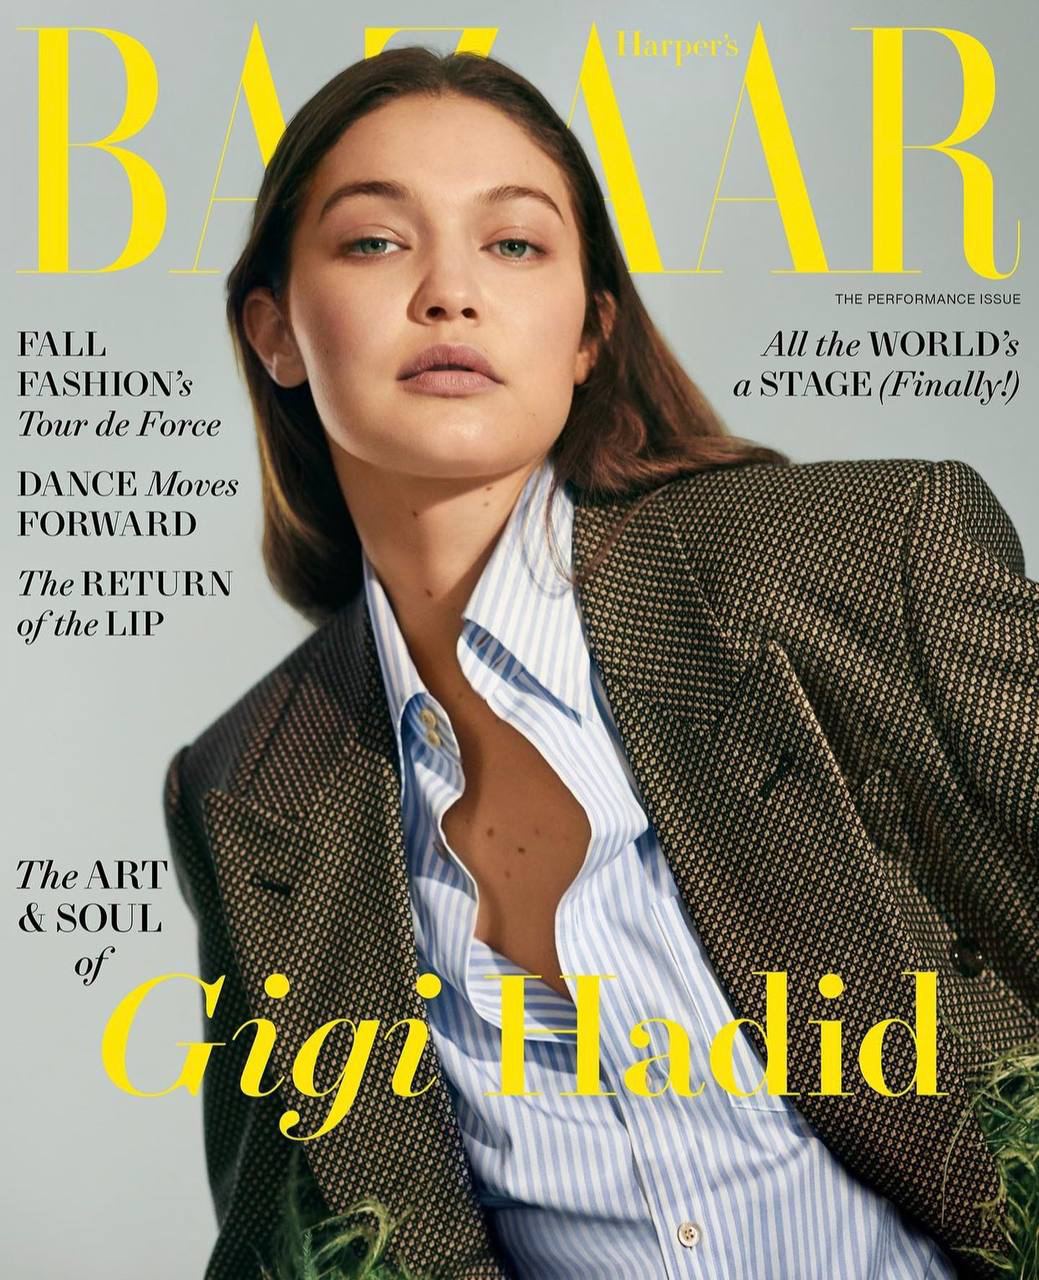 Harper's
BAZAAR
THE PERFORMANCE ISSUE
FALL
FASHION's
Tour de Force
DANCE Moves
FORWARD
The RETURN
of the LIP
All the WORLD's
a STAGE (Finally!)
The ART
& SOUL
of
Gigi Hadid